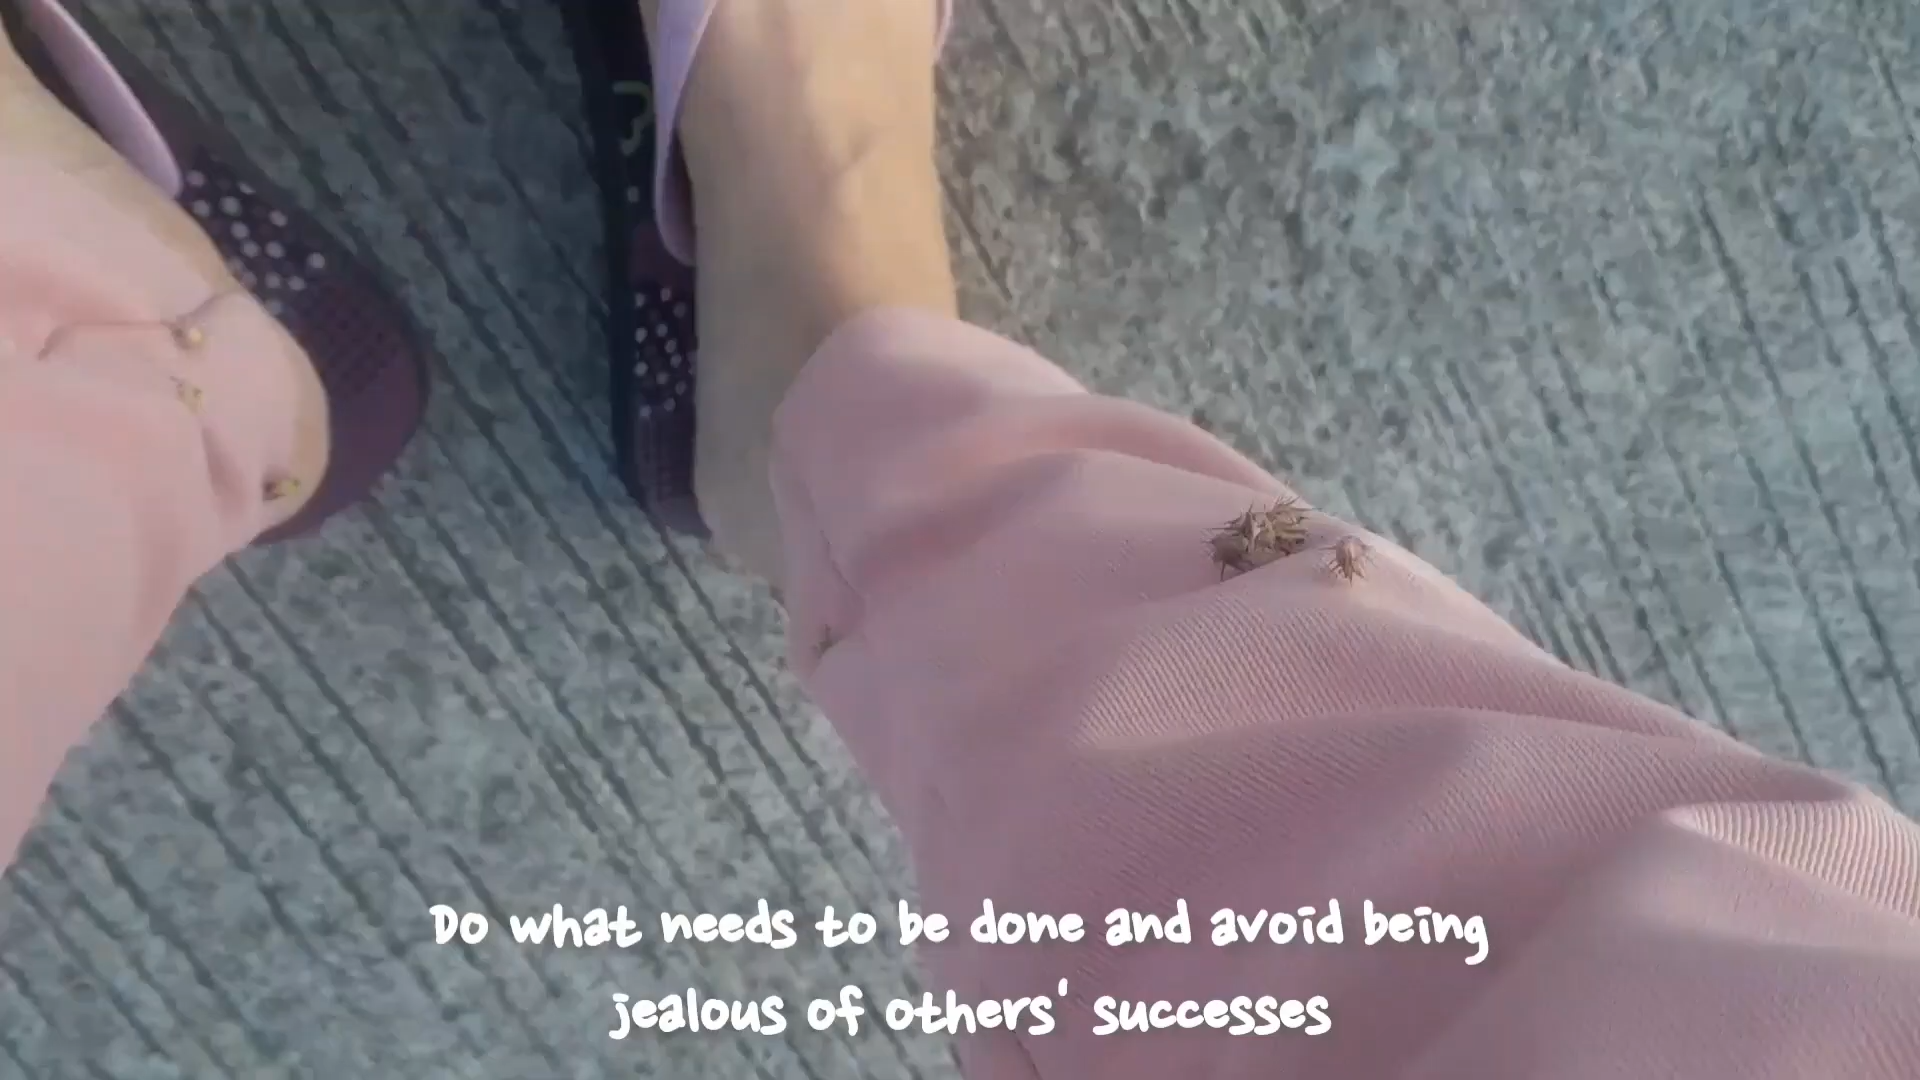 Do what needs to be done and avoid being
jealous of others' successes